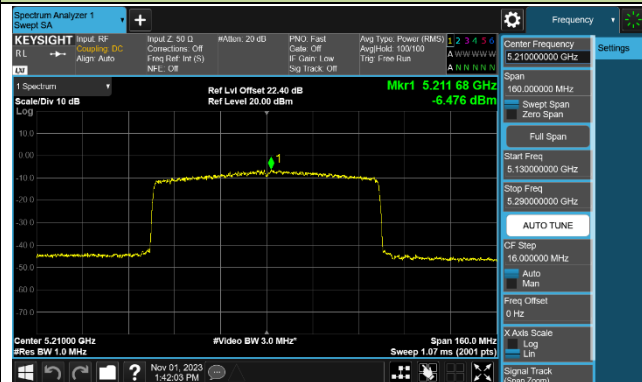 Spectrum Analyzer 1
Swept SA
+
Frequency
KEYSIGHT
RL
LXI
Input: RF
Coupling: DC
Align: Auto
Input Z: 50 Ω
Corrections: Off
Freq Ref: Int (S)
NFE: Off
#Atten: 20 dB
PNO: Fast
Gate: Off
IF Gain: Low
Sig Track: Off
Avg Type: Power (RMS)
Avg|Hold: 100/100
Trig: Free Run
1 2 3 4 5 6
A W W W W W
A N N N N N
1 Spectrum
Scale/Div 10 dB
Log
Ref Lvl Offset 22.40 dB
Ref Level 20.00 dBm
Mkr1 5.211 68 GHz
-6.476 dBm
1
10.0
0.00
-10.0
-20.0
-30.0
-40.0
-50.0
-60.0
-70.0
Center 5.21000 GHz
#Res BW 1.0 MHz
#Video BW 3.0 MHz*
Span 160.0 MHz
Sweep 1.07 ms (2001 pts)
Nov 01, 2023
1:42:03 PM
?
Center Frequency
5.210000000 GHz
Settings
Span
160.000000 MHz
Swept Span
Zero Span
Full Span
Start Freq
5.130000000 GHz
Stop Freq
5.290000000 GHz
AUTO TUNE
CF Step
16.000000 MHz
Auto
Man
Freq Offset
0 Hz
X Axis Scale
Log
Lin
Signal Track
(Span Zoom)